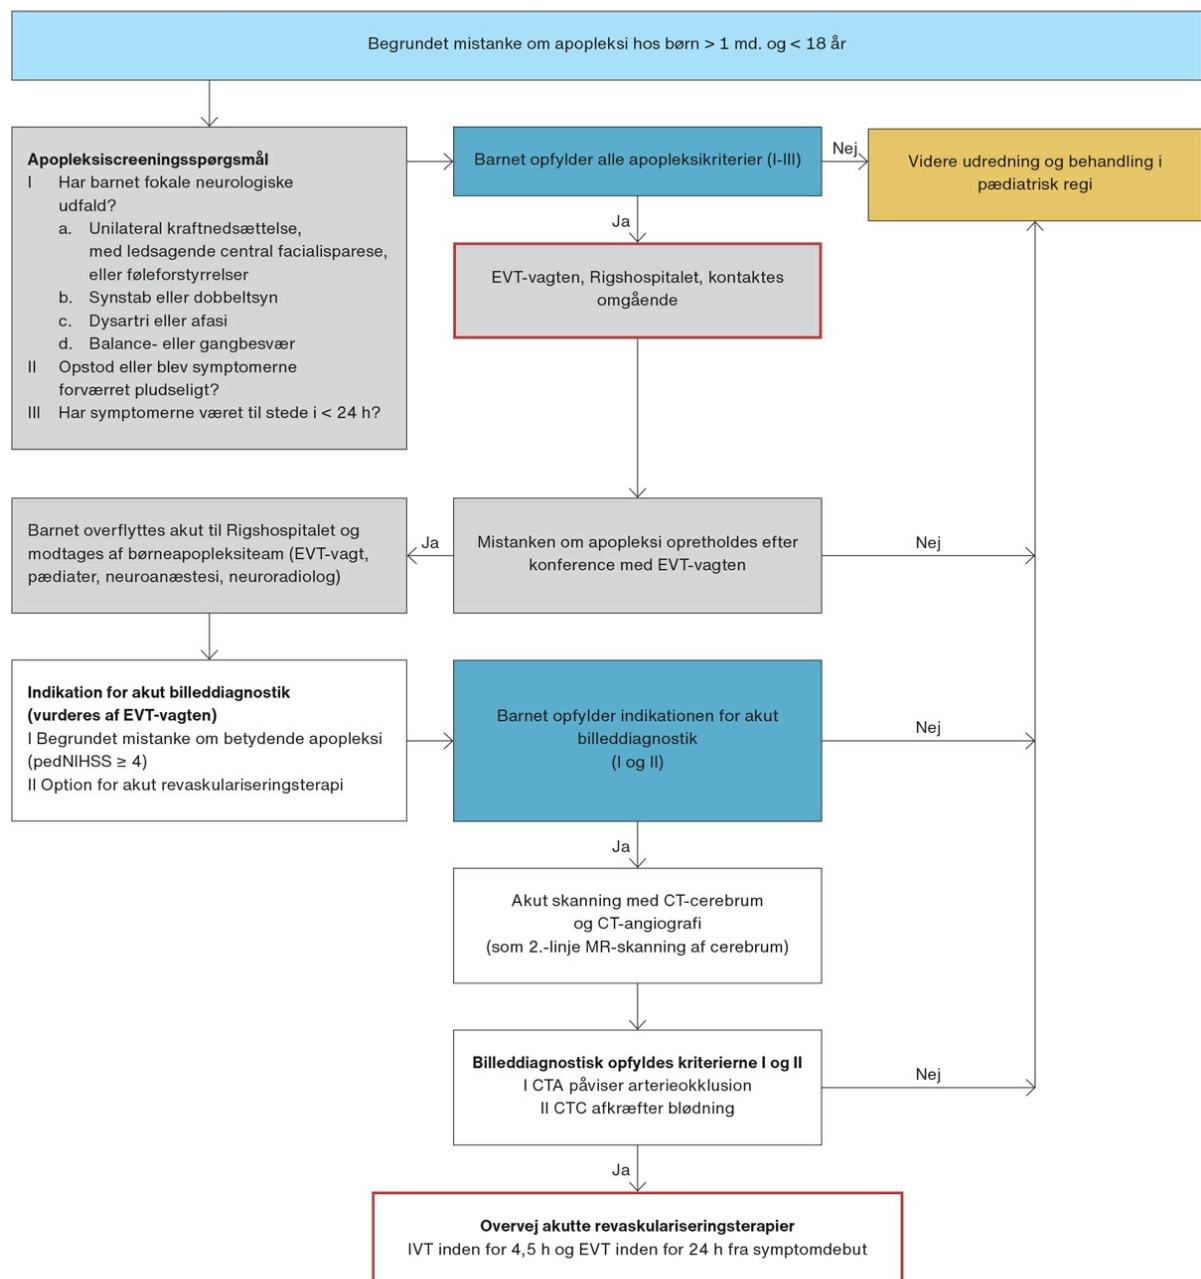 Begrundet mistanke om apopleksi hos børn > 1 md. og < 18 år
Apopleksiscreeningsspørgsmål
I Har barnet fokale neurologiske
udfald?
a. Unilateral kraftnedsættelse,
med ledsagende central facialisparese,
eller føleforstyrrelser
b. Synstab eller dobbeltsyn
c. Dysartri eller afasi
d. Balance- eller gangbesvær
II Opstod eller blev symptomerne
forværret pludseligt?
III Har symptomerne været til stede i < 24 h?
Barnet opfylder alle apopleksikriterier (I-III)
Nej
Videre udredning og behandling i
pædiatrisk regi
Ja
EVT-vagten, Rigshospitalet, kontaktes
omgående
Mistanken om apopleksi opretholdes efter
konference med EVT-vagten
Nej
Ja
Barnet overflyttes akut til Rigshospitalet og
modtages af børneapopleksiteam (EVT-vagt,
pædiater, neuroanæstesi, neuroradiolog)
Indikation for akut billeddiagnostik
(vurderes af EVT-vagten)
I Begrundet mistanke om betydende apopleksi
(pedNIHSS ≥ 4)
II Option for akut revaskulariseringsterapi
Barnet opfylder indikationen for akut
billeddiagnostik
(I og II)
Nej
Ja
Akut skanning med CT-cerebrum
og CT-angiografi
(som 2.-linje MR-skanning af cerebrum)
Billeddiagnostisk opfyldes kriterierne I og II
I CTA påviser arterieokklusion
II CTC afkræfter blødning
Nej
Ja
Overvej akutte revaskulariseringsterapier
IVT inden for 4,5 h og EVT inden for 24 h fra symptomdebut